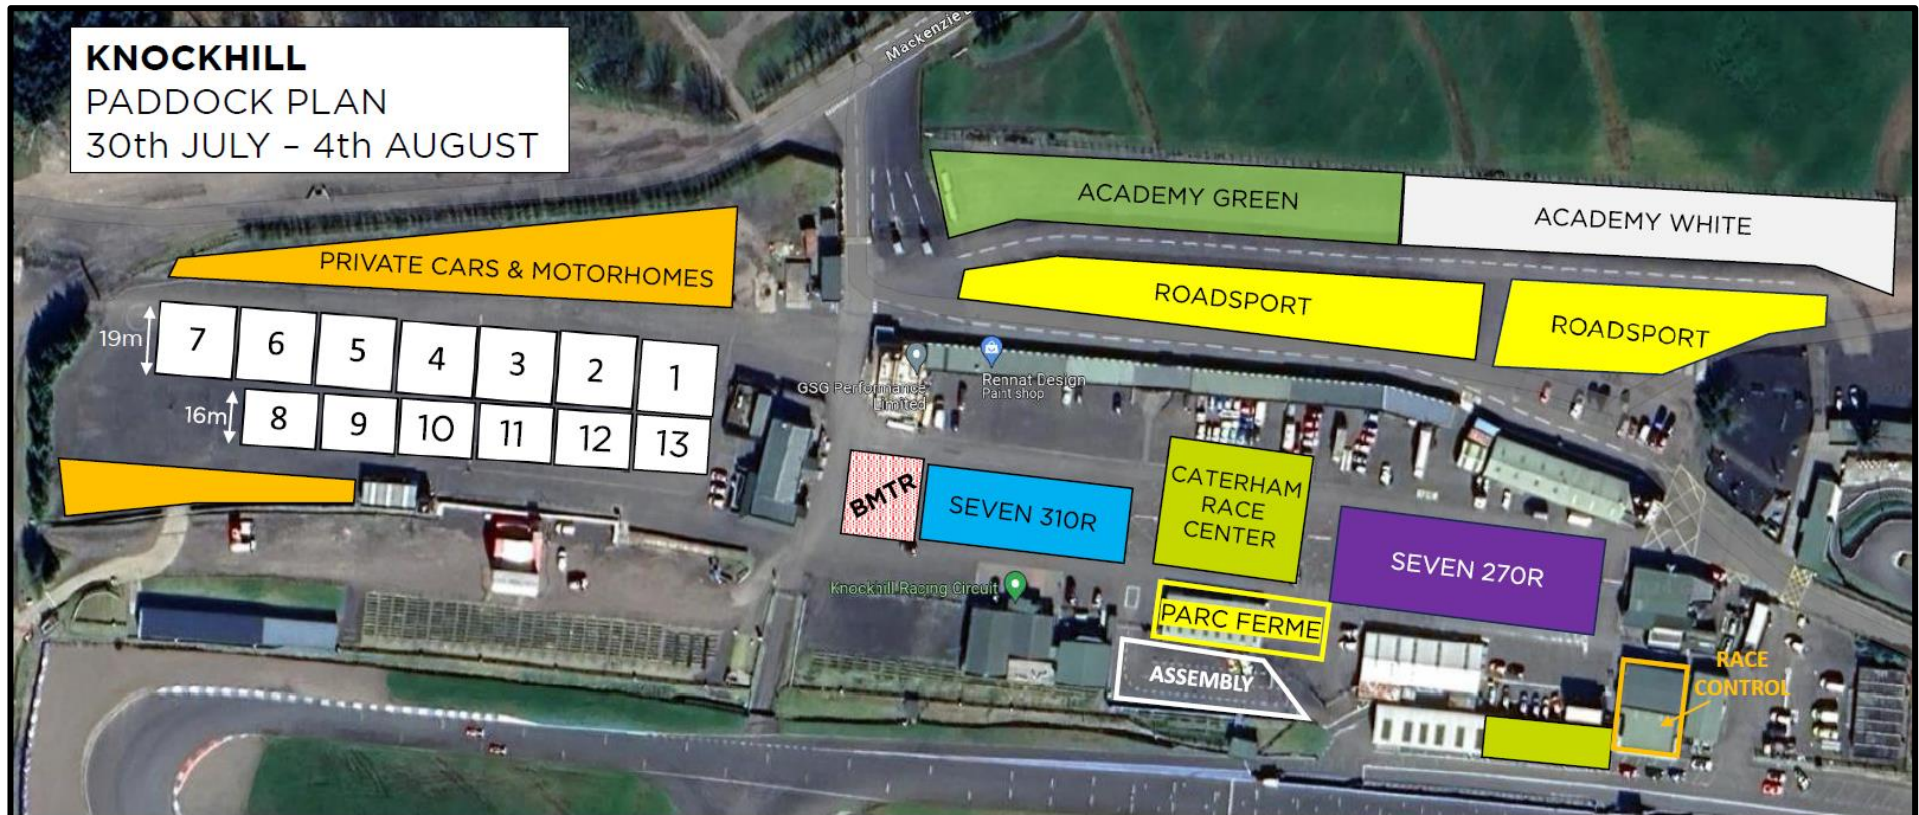 KNOCKHILL
PADDOCK PLAN
30th JULY – 4th AUGUST
Mackenzie
ACADEMY GREEN
ACADEMY WHITE
PRIVATE CARS & MOTORHOMES
ROADSPORT
ROADSPORT
19m
7
6
5
4
3
2
1
16m
8
9
10
11
12
13
GSG Performance
Limited
Rennat Design
Paint shop
BMTR
SEVEN 310R
CATERHAM
RACE
CENTER
SEVEN 270R
Knockhill Racing Circuit
PARC FERME
ASSEMBLY
RACE
CONTROL